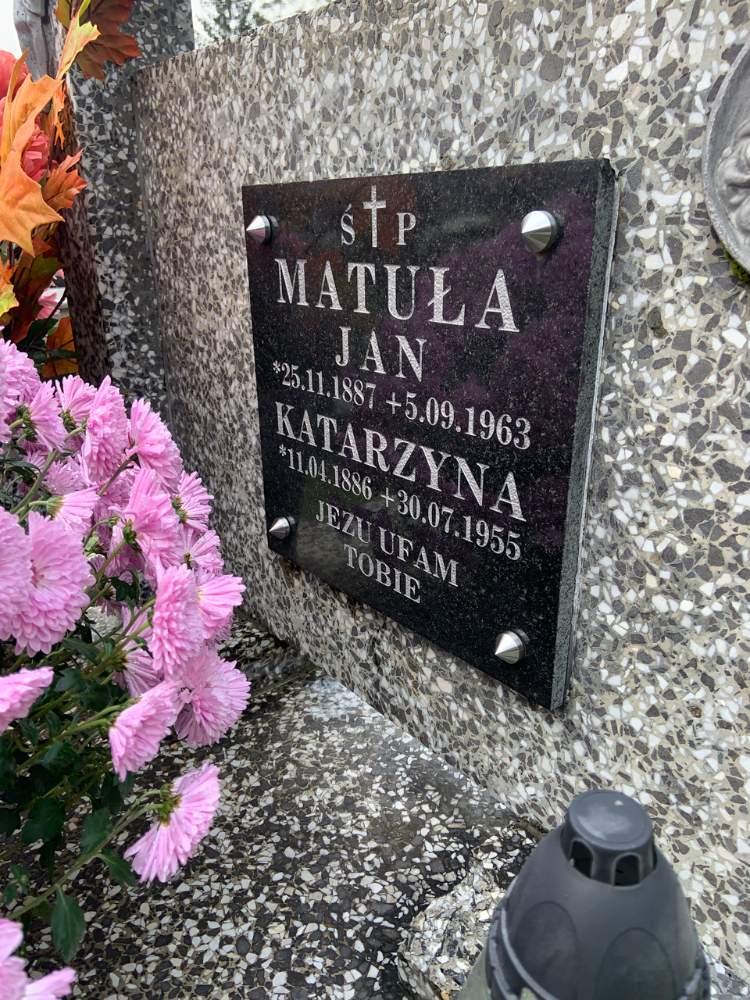 Ś P
MATUŁA
JAN
*25.11.1887 +5.09.1963
KATARZYNA
*11.04.1886 +30.07.1955
JEZU UFAM
TOBIE